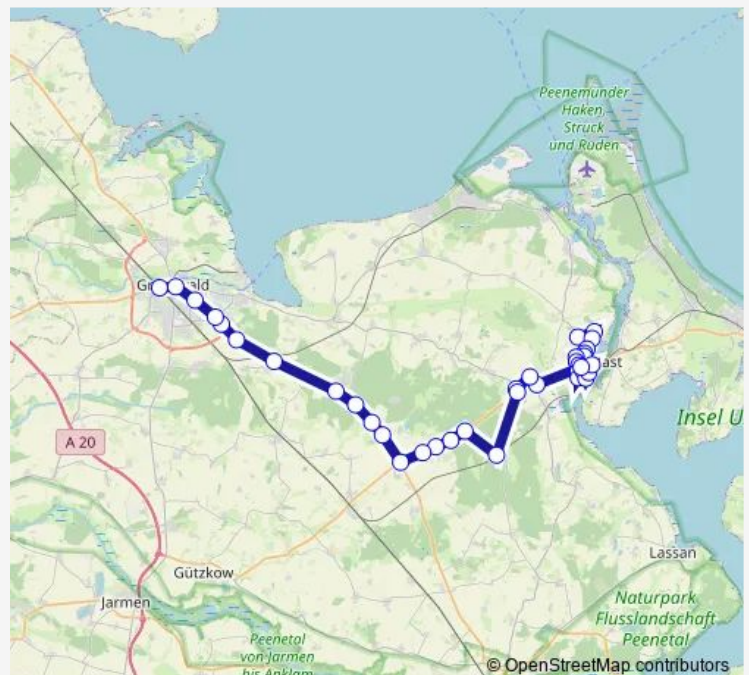 Peenemünder
Haken,
Struck
und Ruden
Insel U
A 20
Lassan
Gützkow
Jarmen
Naturpark
Flusslandschaft
Peenetal
Peenetal
von Jarmen
bis Anklam
© OpenStreetMap contributors